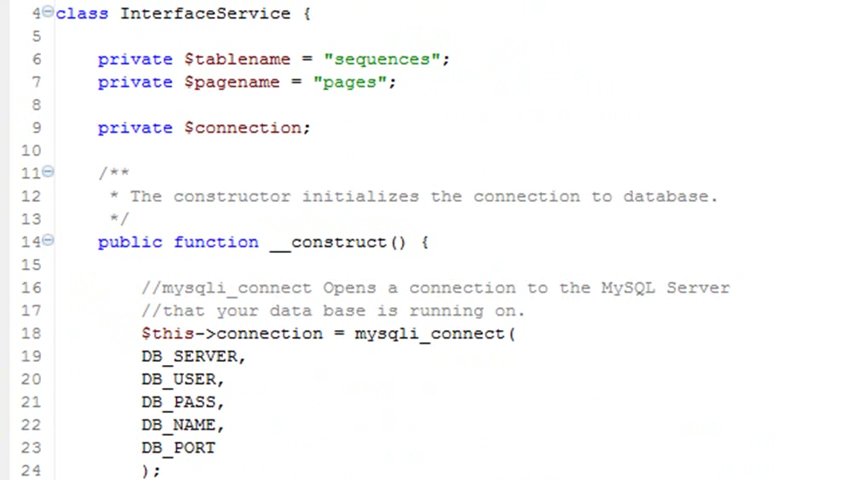 4 class InterfaceService {
5
6 private $tablename = "sequences";
7 private $pagename = "pages";
8
9 private $connection;
10
11 /**
12 * The constructor initializes the connection to database.
13 */
14 public function __construct() {
15
16 //mysqli_connect Opens a connection to the MySQL Server
17 //that your data base is running on.
18 $this->connection = mysqli_connect(
19 DB_SERVER,
20 DB_USER,
21 DB_PASS,
22 DB_NAME,
23 DB_PORT
24 );